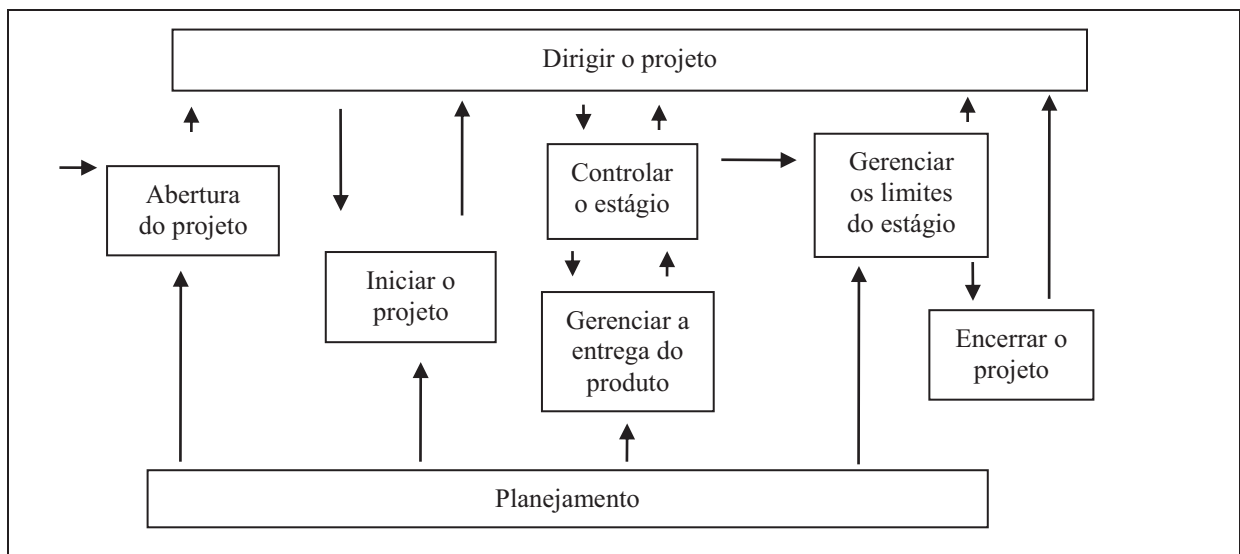 Dirigir o projeto
Abertura
do projeto
Iniciar o
projeto
Controlar
o estágio
Gerenciar a
entrega do
produto
Gerenciar
os limites
do estágio
Encerrar o
projeto
Planejamento